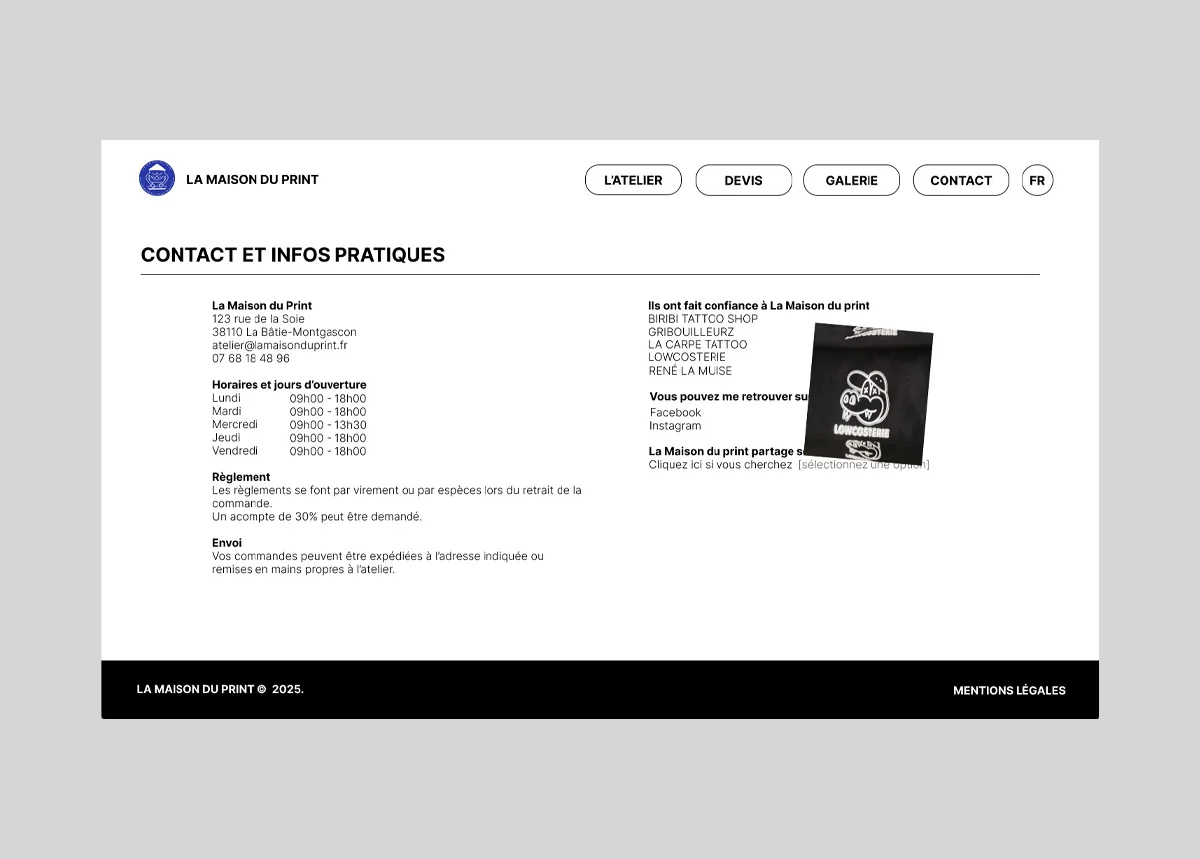 LA MAISON DU PRINT
L'ATELIER
DEVIS
GALERIE
CONTACT
FR
CONTACT ET INFOS PRATIQUES
La Maison du Print
123 rue de la Soie
38110 La Bâtie-Montgascon
atelier@lamaisonduprint.fr
07 68 18 48 96
Horaires et jours d'ouverture
Lundi 09h00 - 18h00
Mardi 09h00 - 18h00
Mercredi 09h00 - 13h30
Jeudi 09h00 - 18h00
Vendredi 09h00 - 18h00
Règlement
Les règlements se font par virement ou par espèces lors du retrait de la
commande.
Un acompte de 30% peut être demandé.
Envoi
Vos commandes peuvent être expédiées à l'adresse indiquée ou
remises en mains propres à l'atelier.
Ils ont fait confiance à La Maison du print
BIRIBI TATTOO SHOP
GRIBOUILLEURZ
LA CARPE TATTOO
LOWCOSTERIE
RENÉ LA MUISE
Vous pouvez me retrouver
Facebook
Instagram
La Maison du print partage
Cliquez ici si vous cherchez [sélectionnez une option]
LOWCOSTERIE
LA MAISON DU PRINT © 2025.
MENTIONS LÉGALES